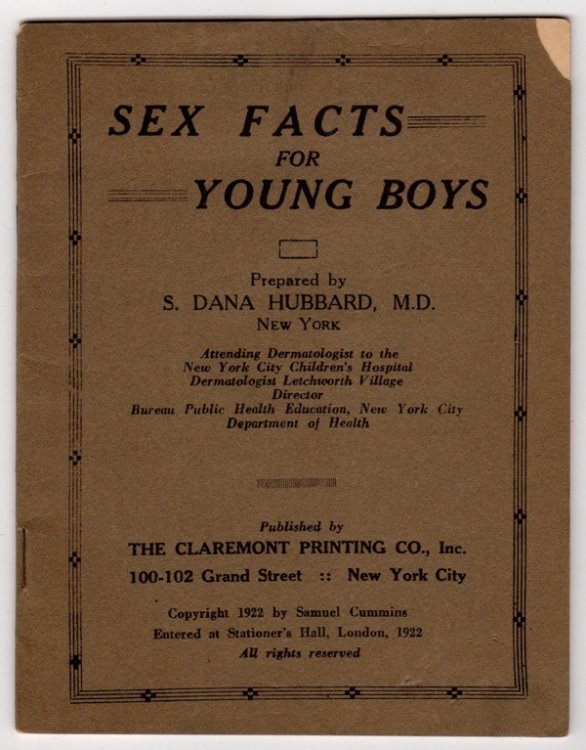 SEX FACTS
FOR
YOUNG BOYS
Prepared by
S. DANA HUBBARD, M.D.
NEW YORK
Attending Dermatologist to the
New York City Children's Hospital
Dermatologist Letchworth Village
Director
Bureau Public Health Education, New York City
Department of Health
Published by
THE CLAREMONT PRINTING CO., Inc.
100-102 Grand Street :: New York City
Copyright 1922 by Samuel Cummins
Entered at Stationer's Hall, London, 1922
All rights reserved